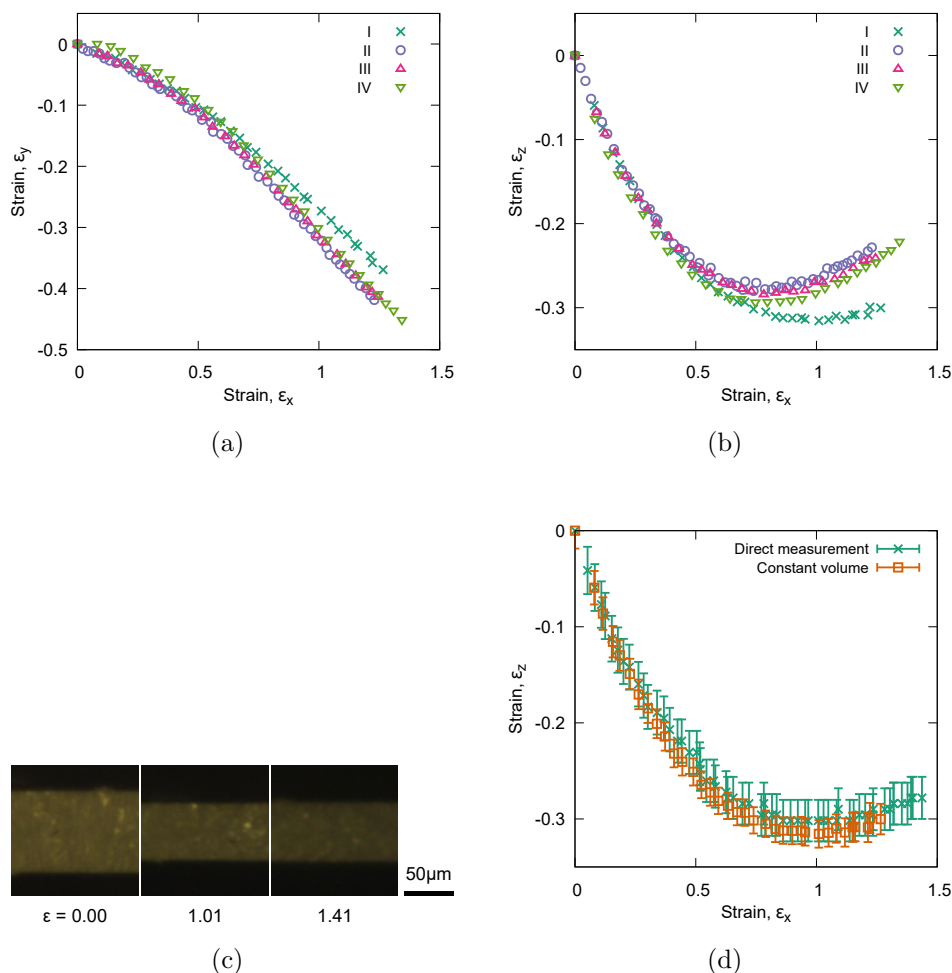 0
-0.1
-0.2
-0.3
-0.4
-0.5
0
0.5
1
1.5
Strain, εy
Strain, εx
I
II
III
IV
(a)
0
-0.1
-0.2
-0.3
0
0.5
1
1.5
Strain, εz
Strain, εx
I
II
III
IV
(b)
ε = 0.00
1.01
1.41
50μm
(c)
0
-0.1
-0.2
-0.3
0
0.5
1
1.5
Strain, εz
Strain, εx
Direct measurement
Constant volume
(d)